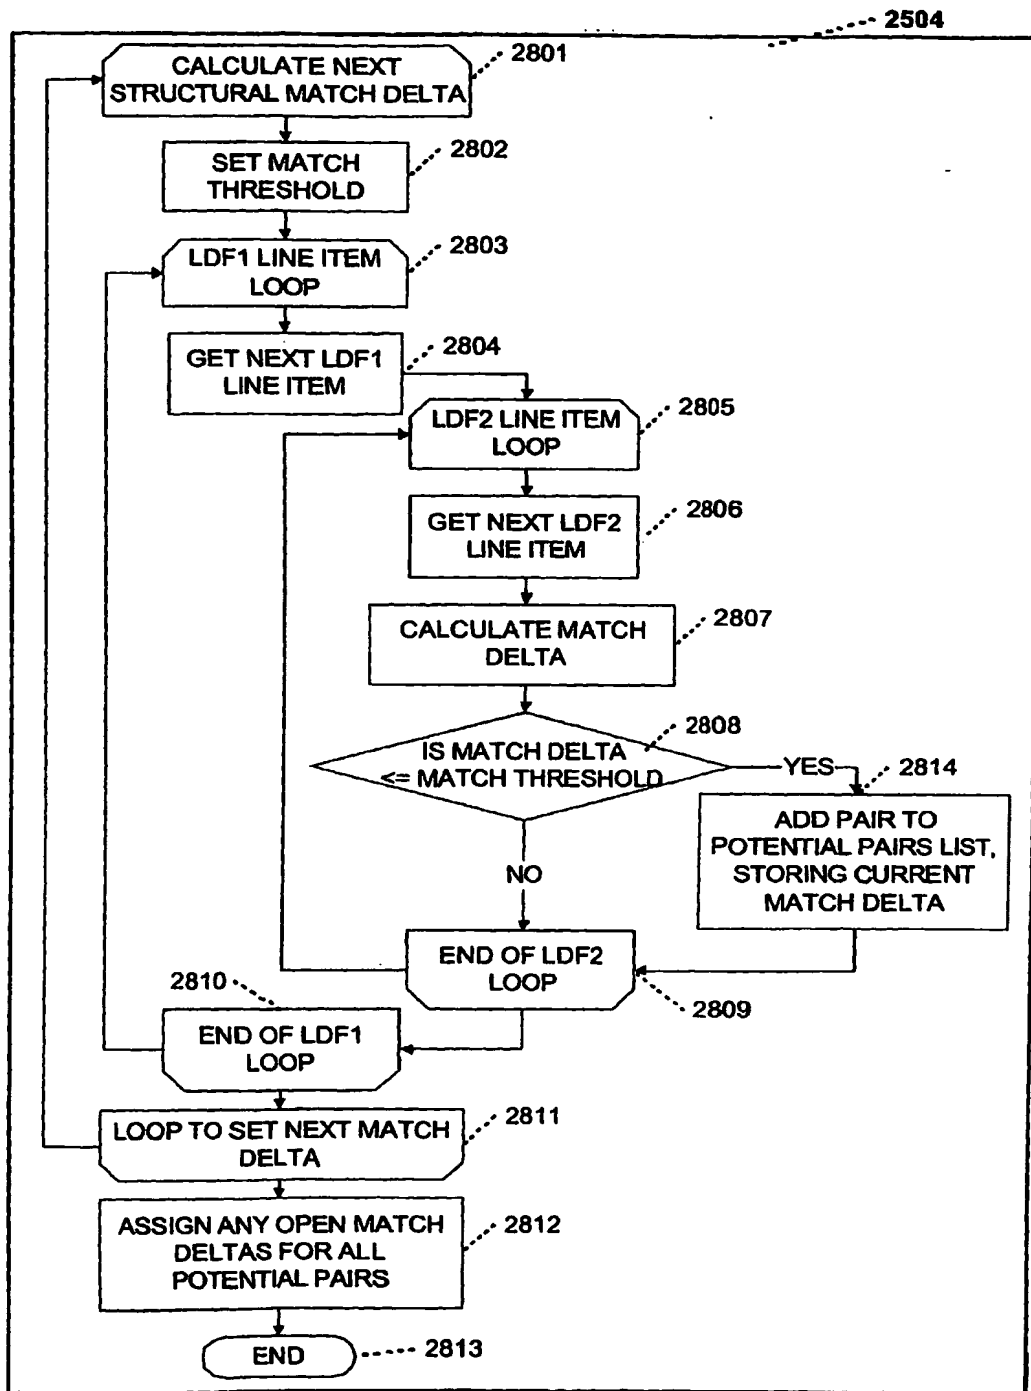 2504
CALCULATE NEXT
STRUCTURAL MATCH DELTA
2801
SET MATCH
THRESHOLD
2802
LDF1 LINE ITEM
LOOP
2803
GET NEXT LDF1
LINE ITEM
2804
LDF2 LINE ITEM
LOOP
2805
GET NEXT LDF2
LINE ITEM
2806
CALCULATE MATCH
DELTA
2807
IS MATCH DELTA
<= MATCH THRESHOLD
2808
YES
2814
ADD PAIR TO
POTENTIAL PAIRS LIST,
STORING CURRENT
MATCH DELTA
NO
END OF LDF2
LOOP
2809
2810
END OF LDF1
LOOP
LOOP TO SET NEXT MATCH
DELTA
2811
ASSIGN ANY OPEN MATCH
DELTAS FOR ALL
POTENTIAL PAIRS
2812
END
2813